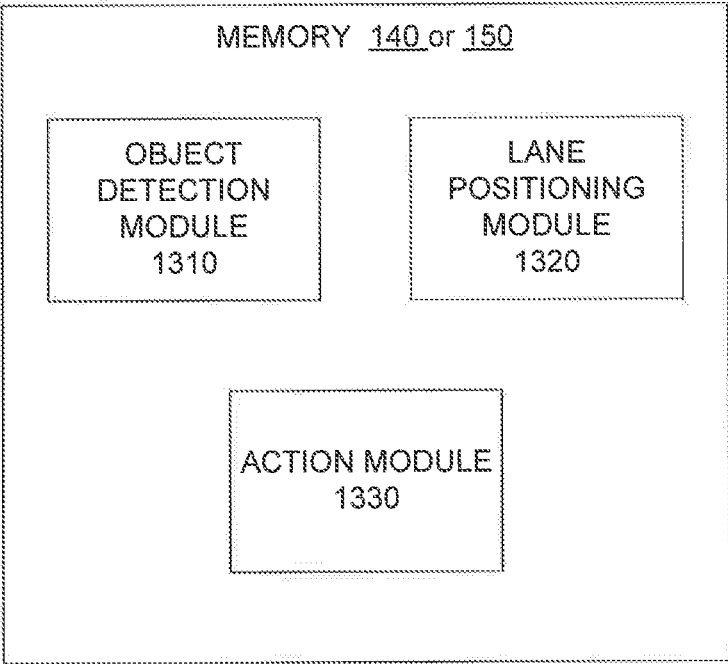 MEMORY 140 or 150
OBJECT
DETECTION
MODULE
1310
LANE
POSITIONING
MODULE
1320
ACTION MODULE
1330